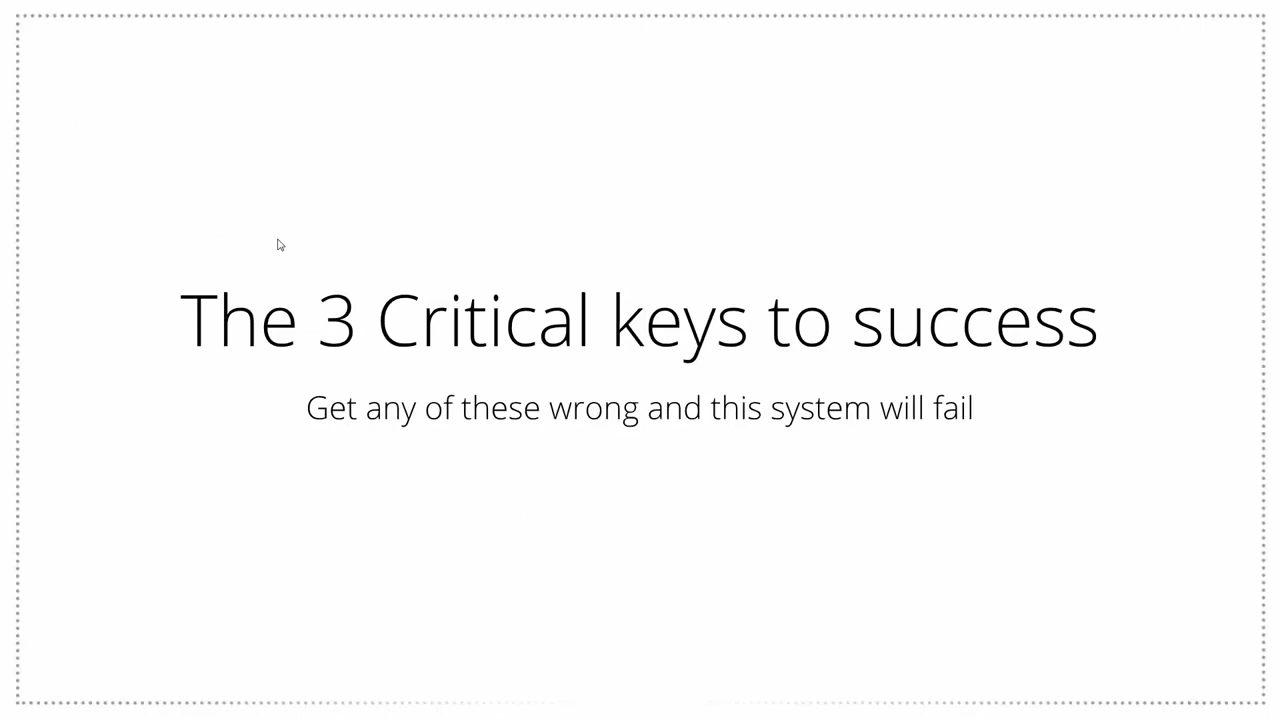 The 3 Critical keys to success
Get any of these wrong and this system will fail